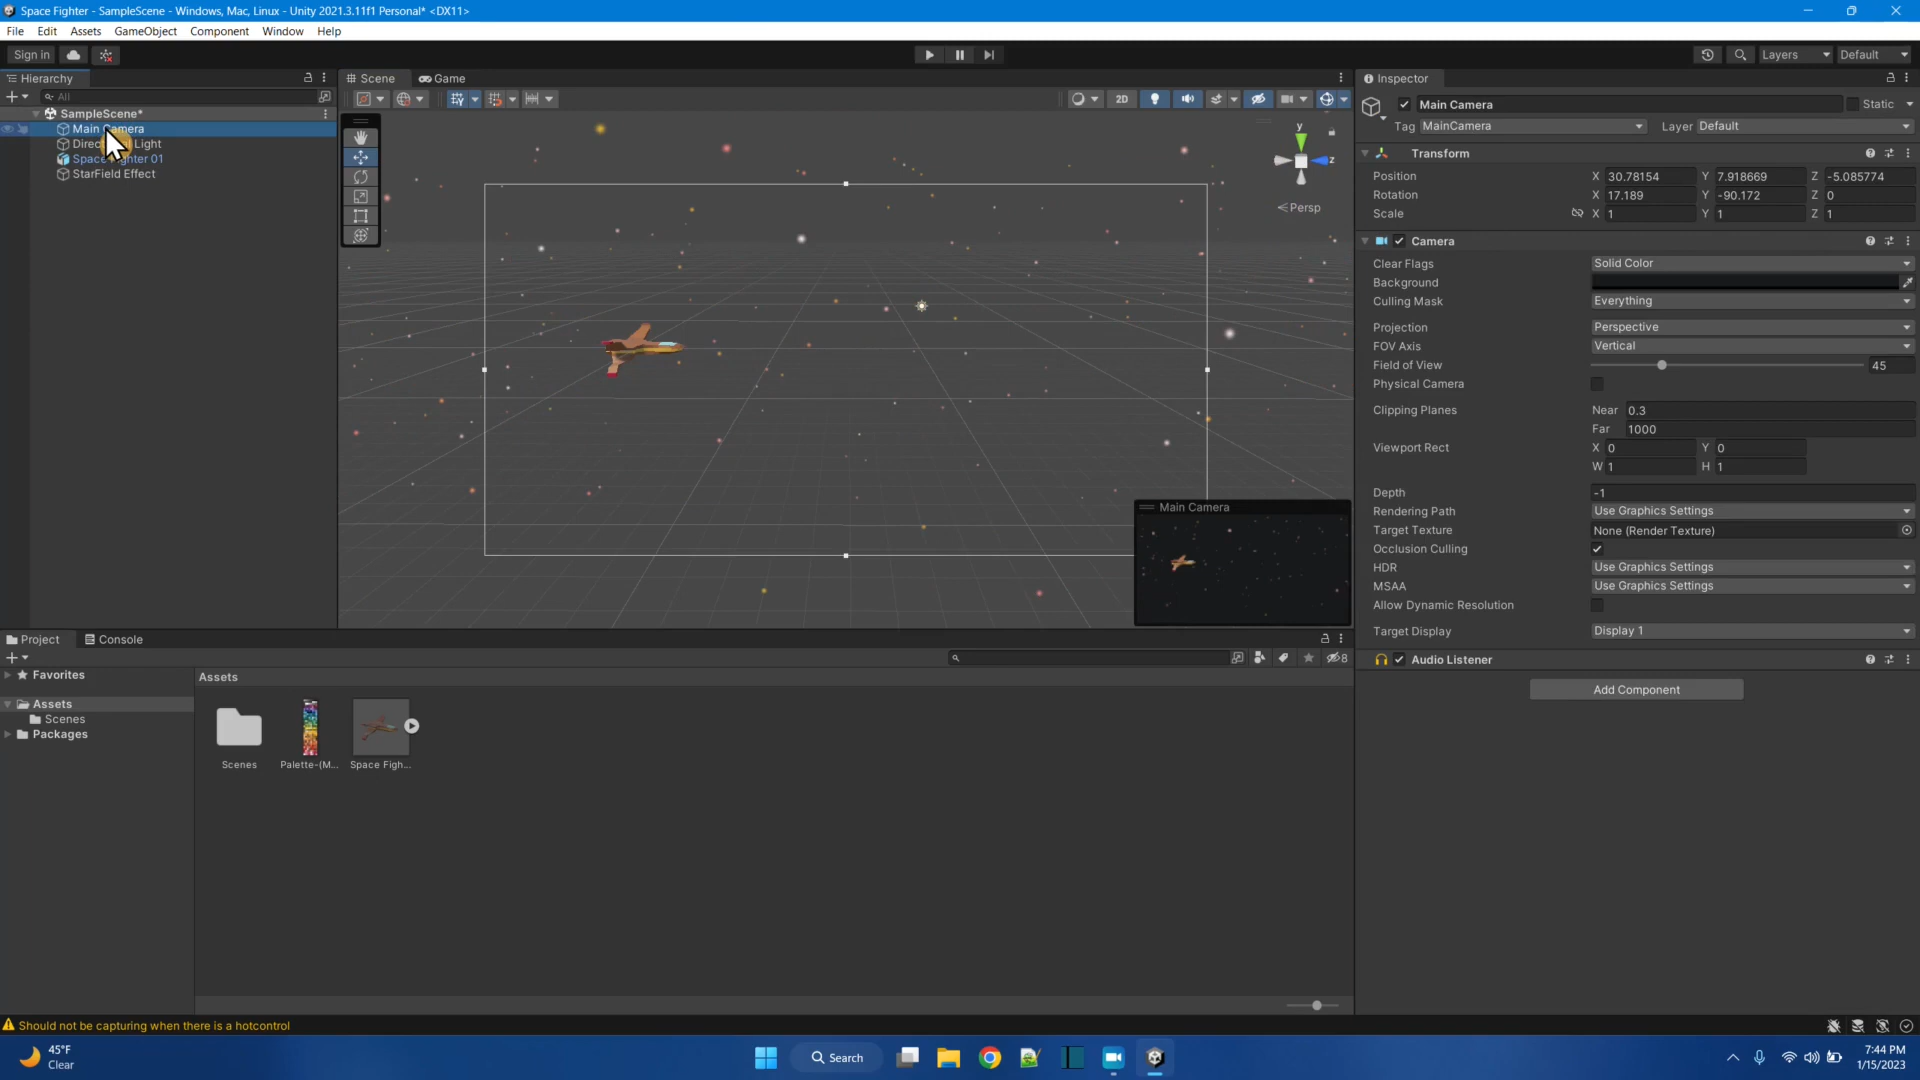 Space Fighter - SampleScene - Windows, Mac, Linux - Unity 2021.3.11f1 Personal* <DX11>
File Edit Assets GameObject Component Window Help
Sign in
Layers Default
Hierarchy
All
SampleScene*
Main Camera
Light
Space Fighter 01
StarField Effect
Scene Game
2D
y
z
Persp
Main Camera
Inspector
Main Camera Static
Tag MainCamera Layer Default
Transform
Position X 30.78154 Y 7.918669 Z -5.085774
Rotation X 17.189 Y -90.172 Z 0
Scale X 1 Y 1 Z 1
Camera
Clear Flags Solid Color
Background
Culling Mask Everything
Projection Perspective
FOV Axis Vertical
Field of View 45
Physical Camera
Clipping Planes Near 0.3
Far 1000
Viewport Rect X 0 Y 0
W 1 H 1
Depth -1
Rendering Path Use Graphics Settings
Target Texture None (Render Texture)
Occlusion Culling
HDR Use Graphics Settings
MSAA Use Graphics Settings
Allow Dynamic Resolution
Target Display Display 1
Audio Listener
Add Component
Project Console
8
Favorites
Assets
Scenes
Packages
Assets
Scenes Palette-(M... Space Figh...
Should not be capturing when there is a hotcontrol
45°F
Clear
Search
7:44 PM
1/15/2023